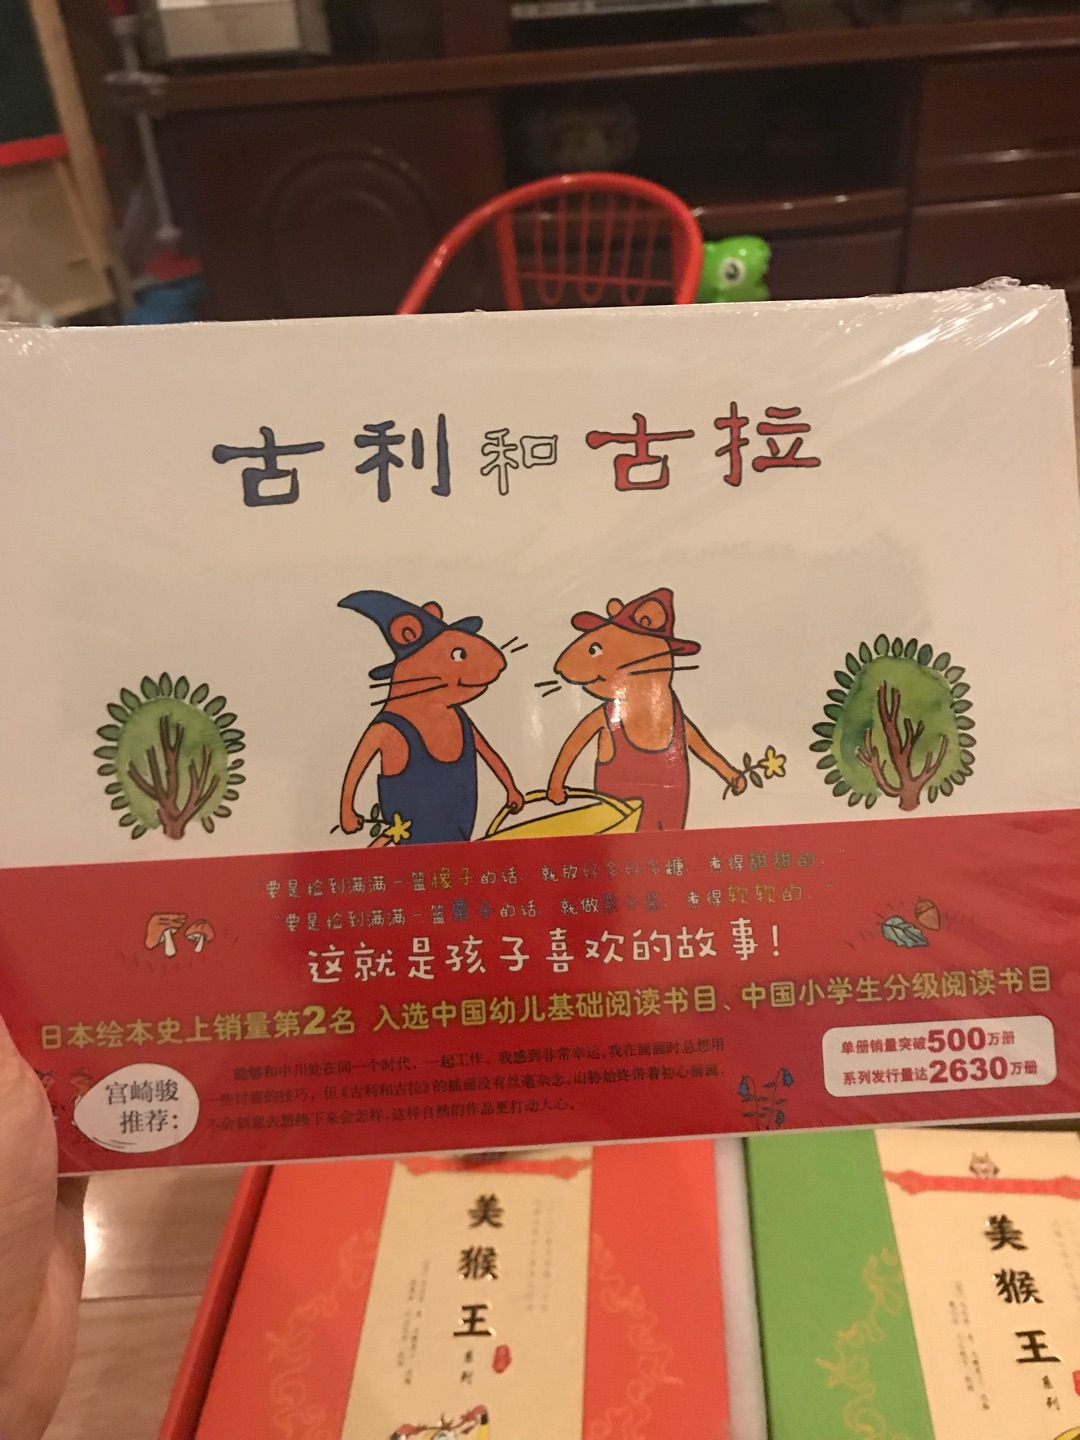 古利和古拉
“要是捡到满满一篮橡子的话，就放好多好多糖，煮得甜甜的。”
“要是捡到满满一篮栗子的话，就做栗子羹，煮得软软的。”
这就是孩子喜欢的故事！
日本绘本史上销量第2名 入选中国幼儿基础阅读书目、中国小学生分级阅读书目
单册销量突破500万册
系列发行量达2630万册
宫崎骏
推荐：
能够和中川处在同一个时代，一起工作，我感到非常幸运。我在画画时总想用
一些讨喜的技巧，但《古利和古拉》的插画没有丝毫杂念。山胁始终带着初心画画，
不会刻意去想接下来会怎样，这样自然的作品更打动人心。
美猴王
系列
美猴王
系列